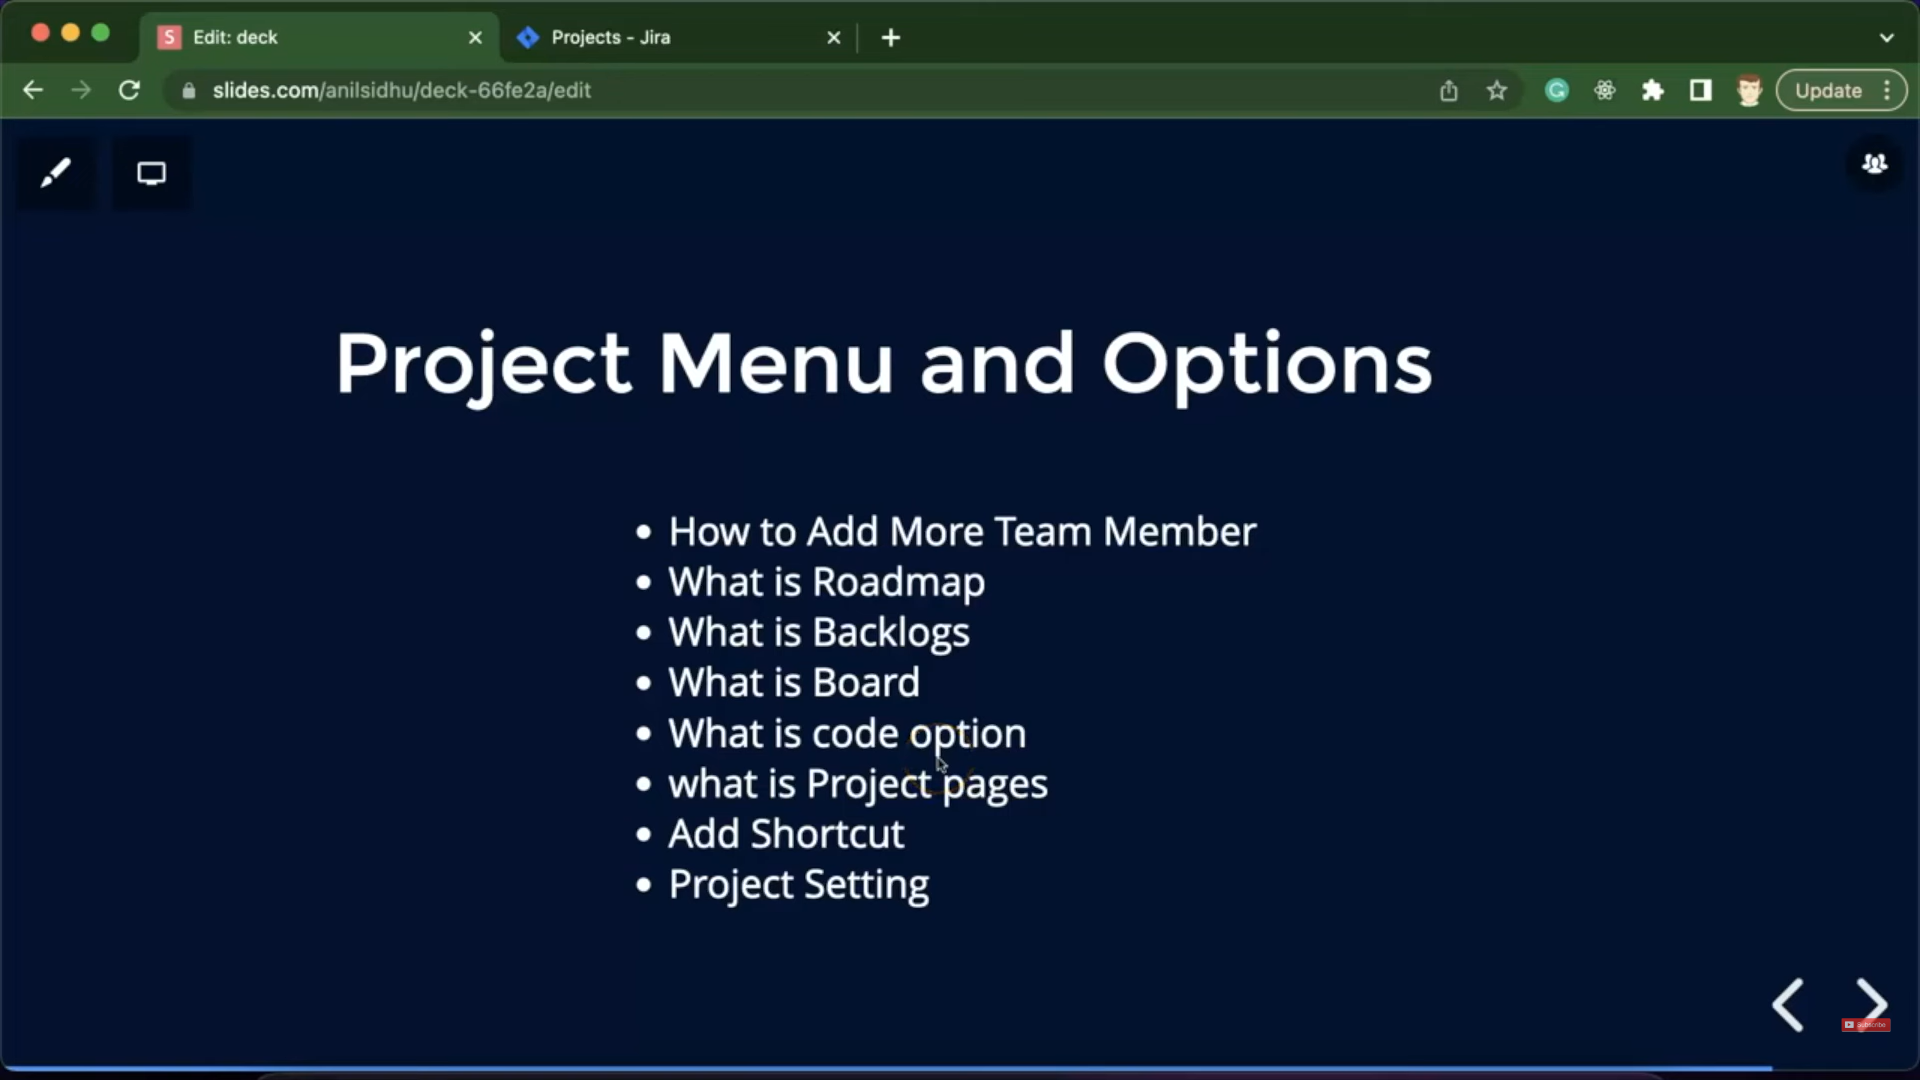 S Edit: deck
Projects - Jira
slides.com/anilsidhu/deck-66fe2a/edit
Update
Project Menu and Options
• How to Add More Team Member
• What is Roadmap
• What is Backlogs
• What is Board
• What is code option
• what is Project pages
• Add Shortcut
• Project Setting
Subscribe